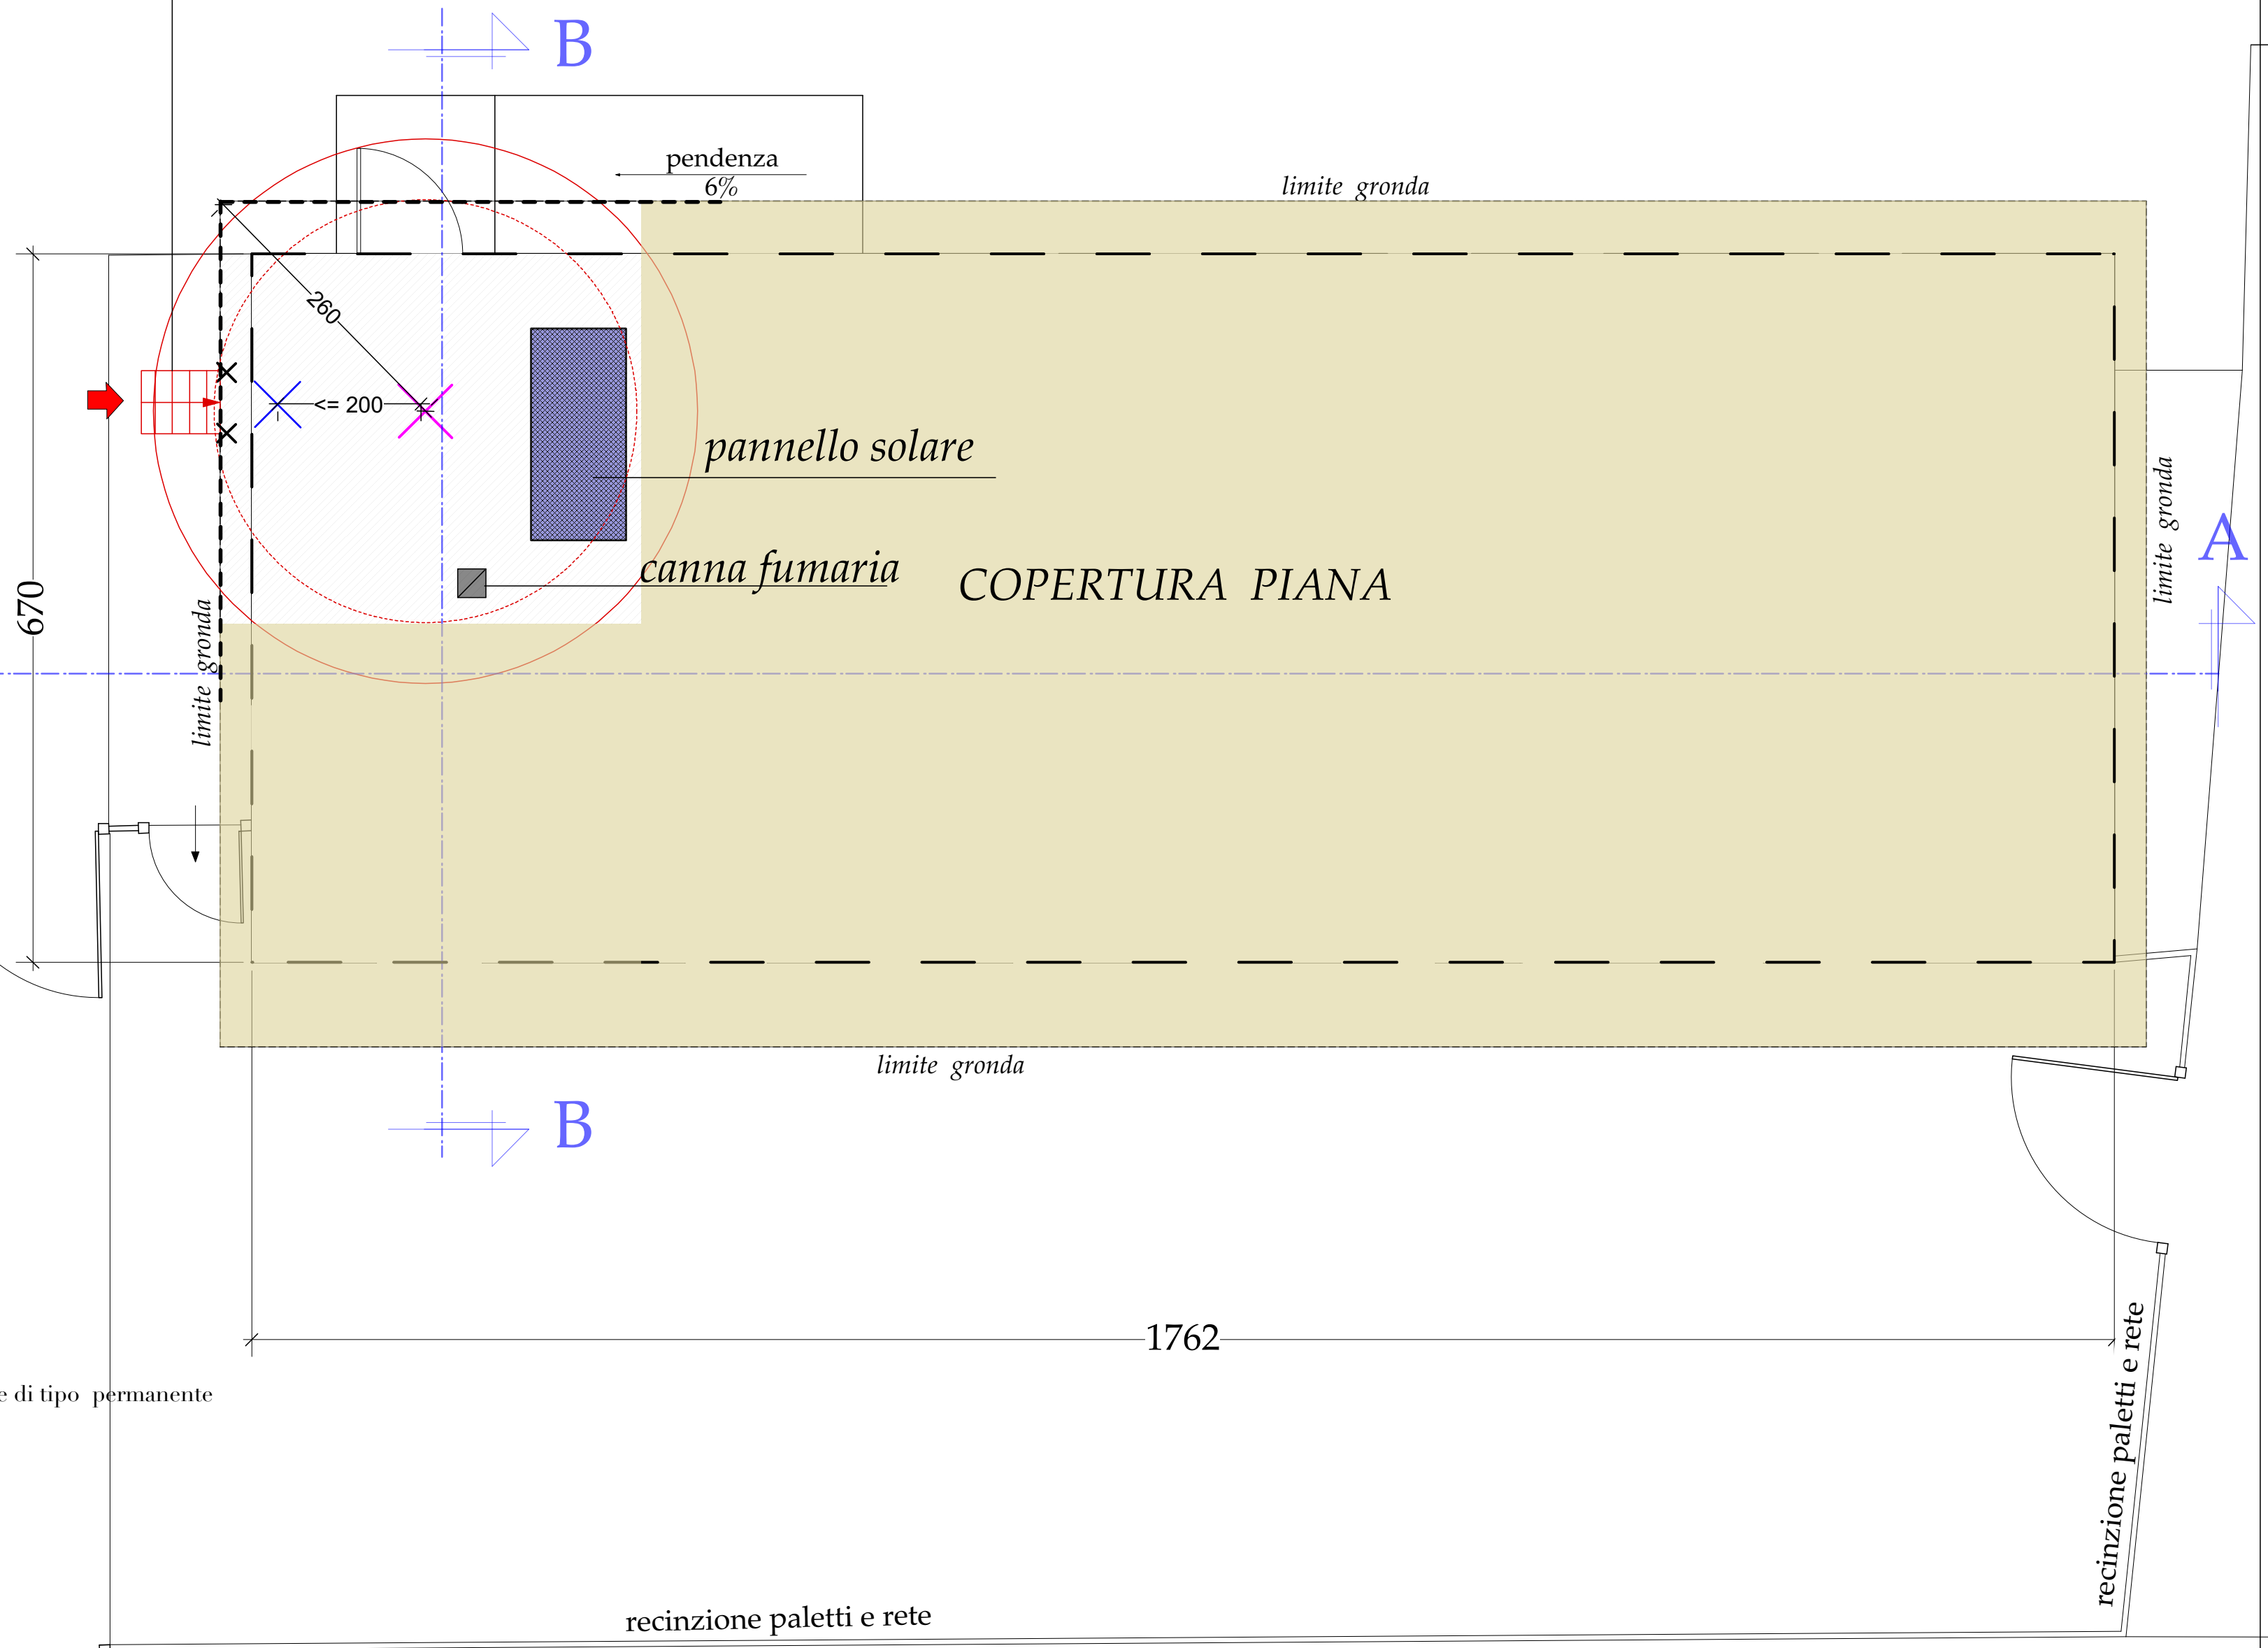 B
pendenza
6%
limite gronda
260
<= 200
pannello solare
canna fumaria
COPERTURA PIANA
limite gronda
A
670
limite gronda
limite gronda
B
1762
e di tipo permanente
recinzione paletti e rete
recinzione paletti e rete